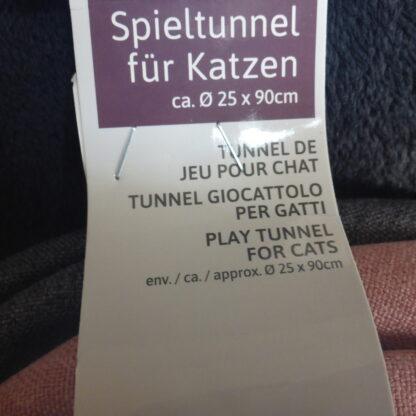 Spieltunnel
für Katzen
ca. Ø 25 x 90cm
TUNNEL DE
JEU POUR CHAT
TUNNEL GIOCATTOLO
PER GATTI
PLAY TUNNEL
FOR CATS
env. / ca. / approx. Ø 25 x 90cm